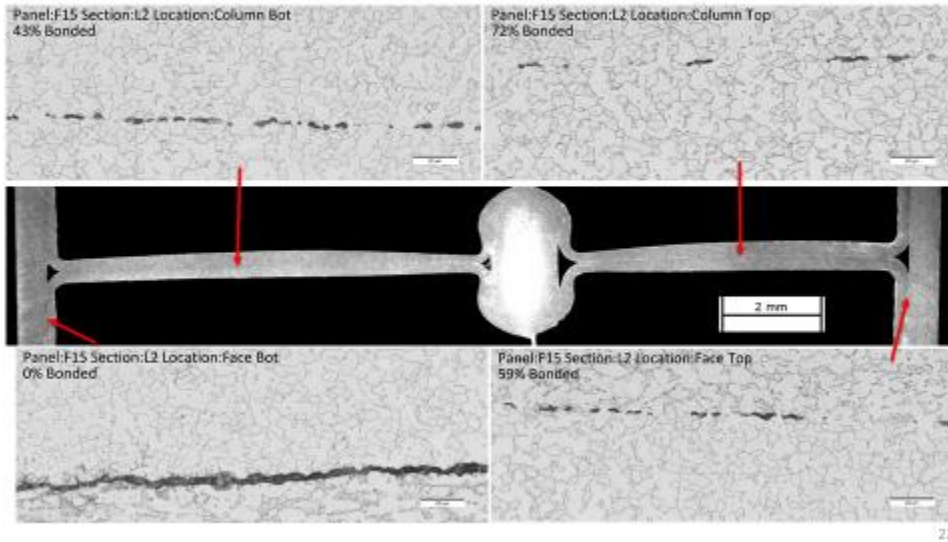 Panel:F15 Section:L2 Location:Column Bot
43% Bonded
Panel:F15 Section:L2 Location:Column Top
72% Bonded
2 mm
Panel:F15 Section:L2 Location:Face Bot
0% Bonded
Panel:F15 Section:L2 Location:Face Top
59% Bonded